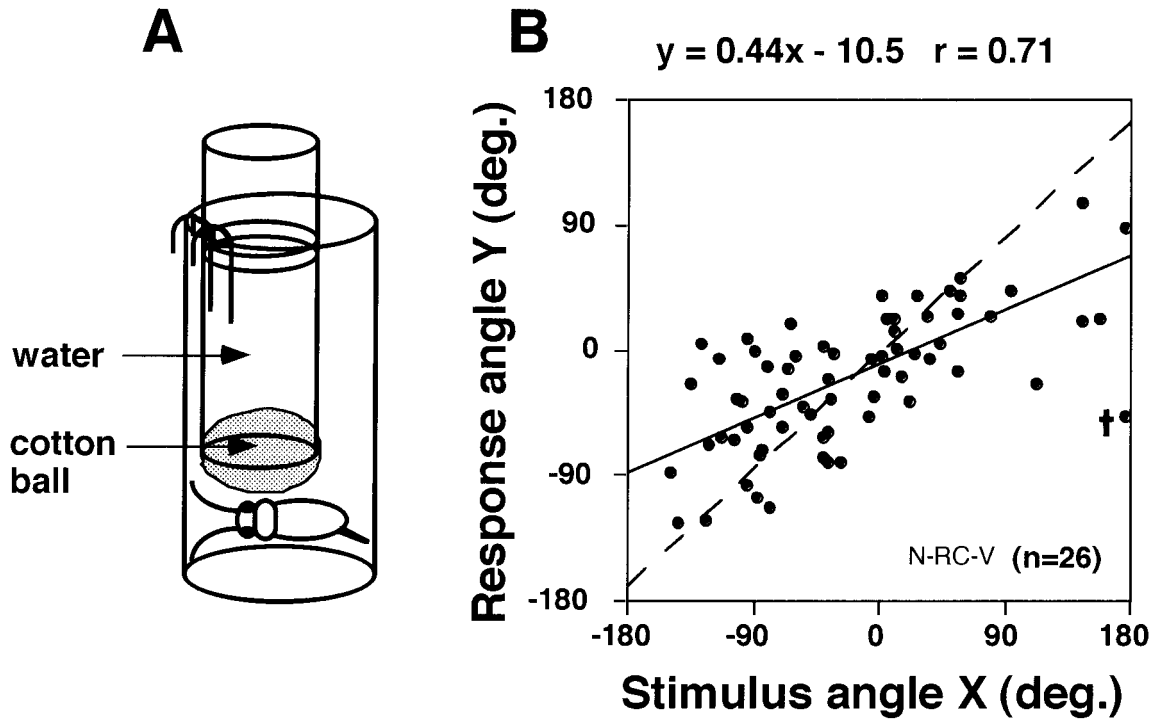 A
water
cotton
ball
B
y = 0.44x - 10.5 r = 0.71
Response angle Y (deg.)
180
90
0
-90
-180
†
N-RC-V (n=26)
-180 -90 0 90 180
Stimulus angle X (deg.)